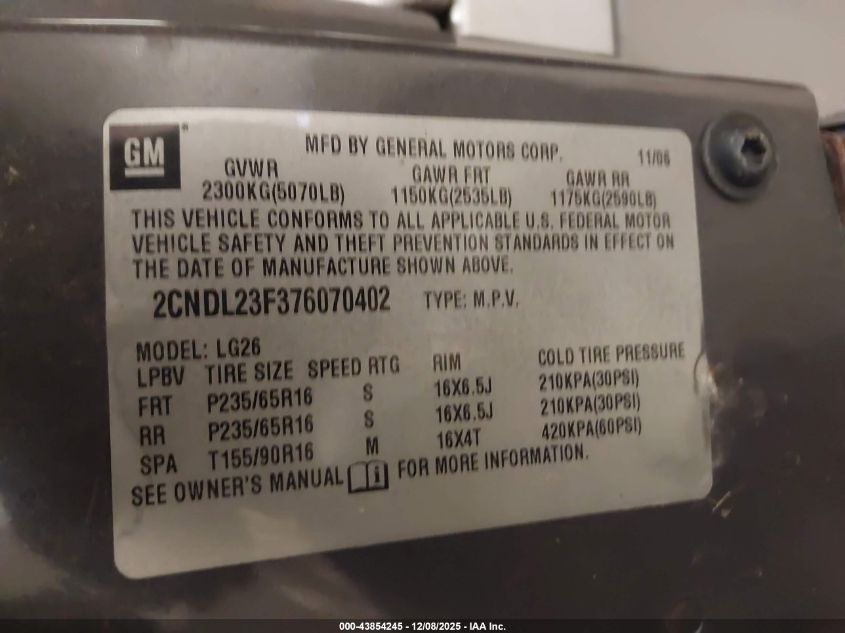 GM
MFD BY GENERAL MOTORS CORP. 11/06
GVWR GAWR FRT GAWR RR
2300KG(5070LB) 1150KG(2535LB) 1175KG(2590LB)
THIS VEHICLE CONFORMS TO ALL APPLICABLE U.S. FEDERAL MOTOR
VEHICLE SAFETY AND THEFT PREVENTION STANDARDS IN EFFECT ON
THE DATE OF MANUFACTURE SHOWN ABOVE.
2CNDL23F376070402 TYPE: M.P.V.
MODEL: LG26
LPBV TIRE SIZE SPEED RTG RIM COLD TIRE PRESSURE
FRT P235/65R16 S 16X6.5J 210KPA(30PSI)
RR P235/65R16 S 16X6.5J 210KPA(30PSI)
SPA T155/90R16 M 16X4T 420KPA(60PSI)
SEE OWNER'S MANUAL i FOR MORE INFORMATION.
000-43854245 - 12/08/2025 - IAA Inc.